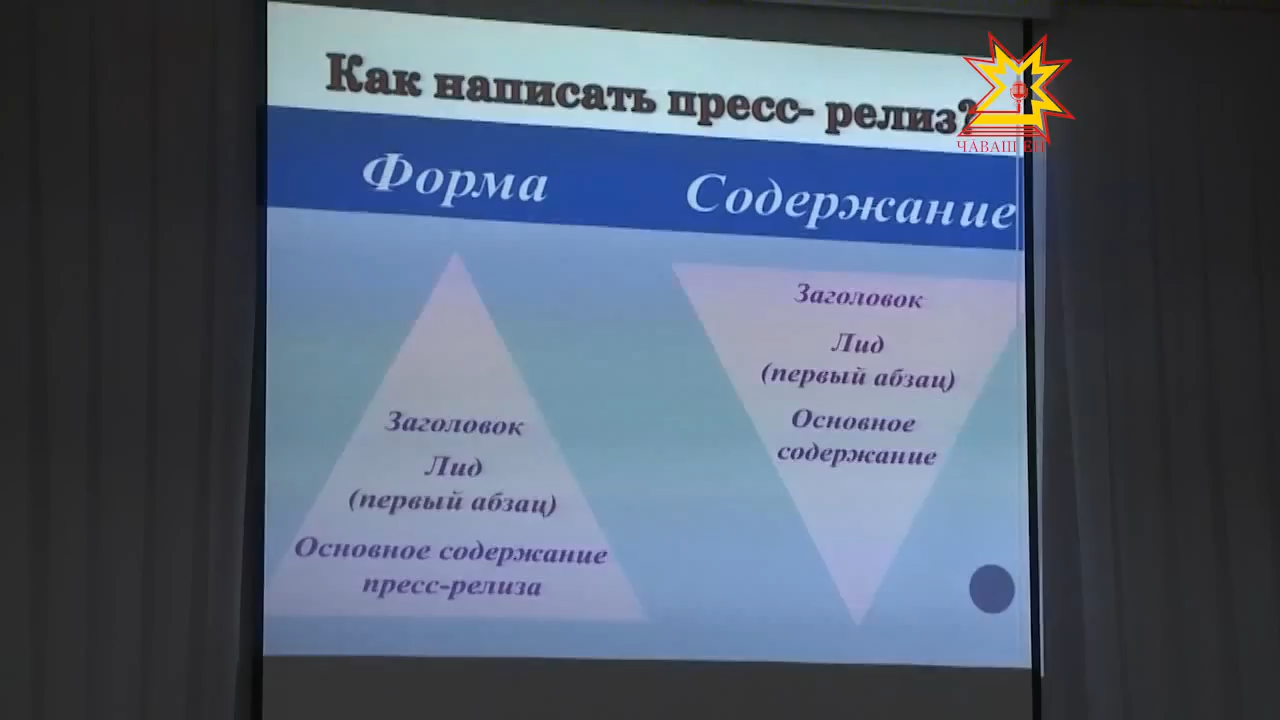 Как написать пресс- релиз?
ЧАВАШ ЕН
Форма
Содержание
Заголовок
Лид
(первый абзац)
Основное содержание
пресс-релиза
Заголовок
Лид
(первый абзац)
Основное
содержание